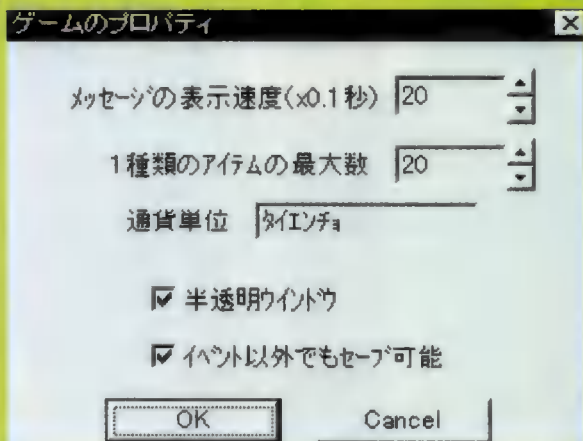 ゲームのプロパティ
メッセージの表示速度(x0.1秒) 20
1種類のアイテムの最大数 20
通貨単位 タイエンチョ
半透明ウインドウ
イベント以外でもセーブ可能
OK Cancel